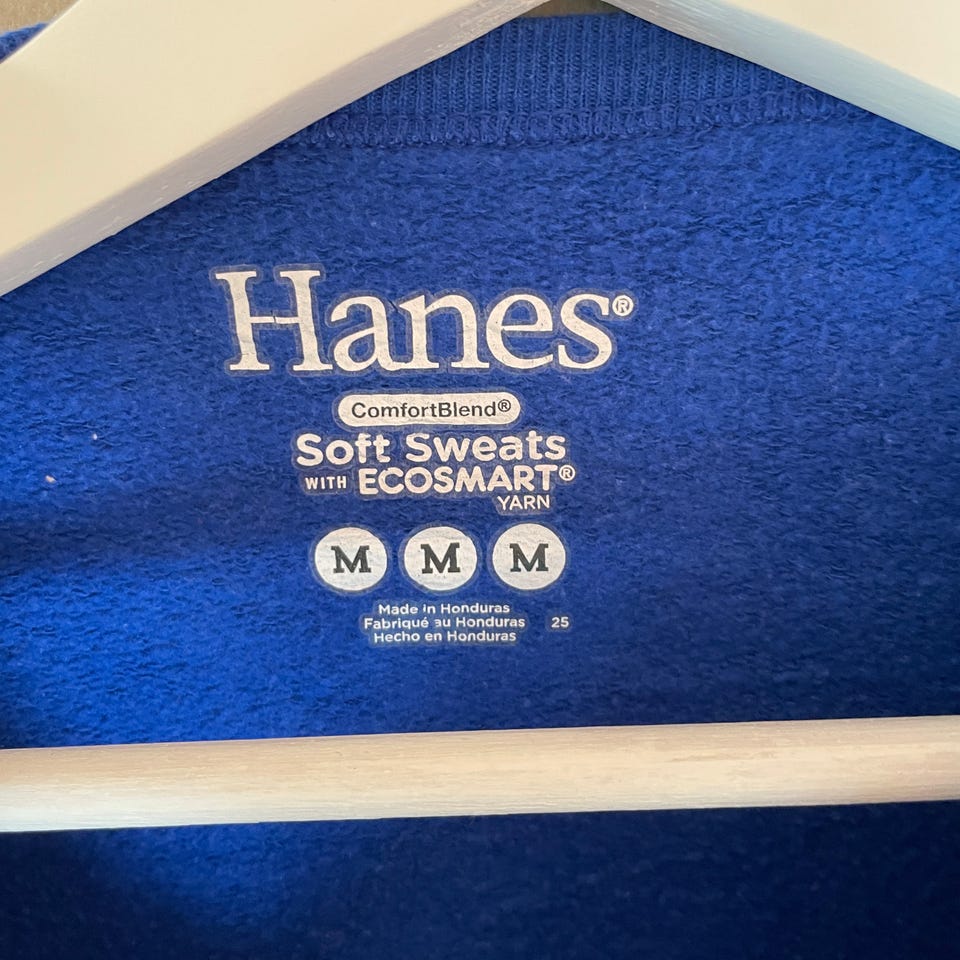 Hanes®
ComfortBlend®
Soft Sweats
WITH ECOSMART®
YARN
M M M
Made in Honduras
Fabriqué au Honduras 25
Hecho en Honduras